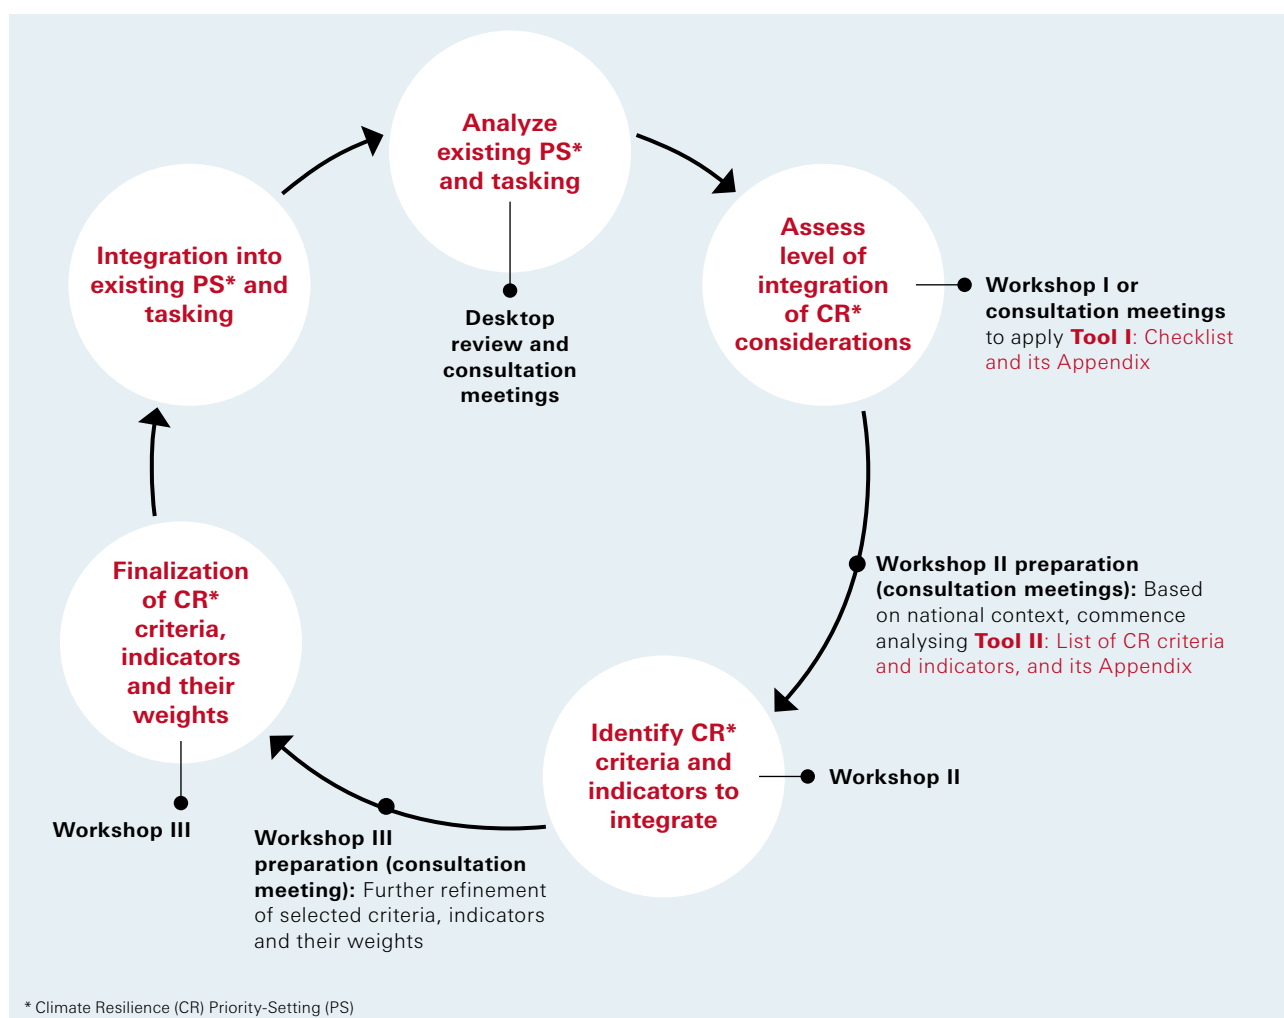 Analyze
existing PS*
and tasking
Desktop
review and
consultation
meetings
Assess
level of
integration
of CR*
considerations
Workshop I or
consultation meetings
to apply Tool I: Checklist
and its Appendix
Workshop II preparation
(consultation meetings): Based
on national context, commence
analysing Tool II: List of CR criteria
and indicators, and its Appendix
Identify CR*
criteria and
indicators to
integrate
Workshop II
Workshop III
preparation (consultation
meeting): Further refinement
of selected criteria, indicators
and their weights
Finalization
of CR*
criteria,
indicators
and their
weights
Workshop III
Integration into
existing PS* and
tasking
* Climate Resilience (CR) Priority-Setting (PS)